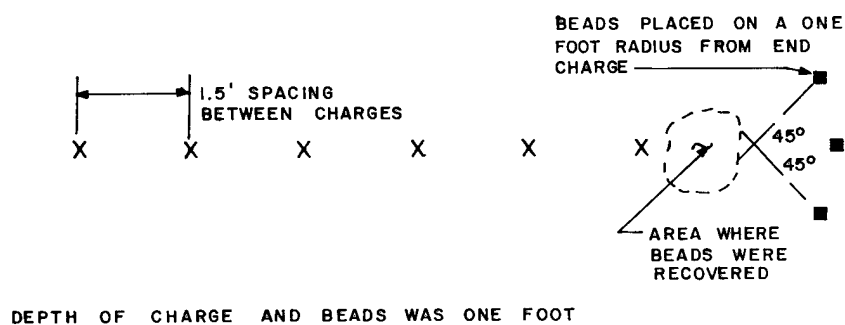 BEADS PLACED ON A ONE
FOOT RADIUS FROM END
CHARGE
1.5' SPACING
BETWEEN CHARGES
X X X X X X
45°
45°
AREA WHERE
BEADS WERE
RECOVERED
DEPTH OF CHARGE AND BEADS WAS ONE FOOT